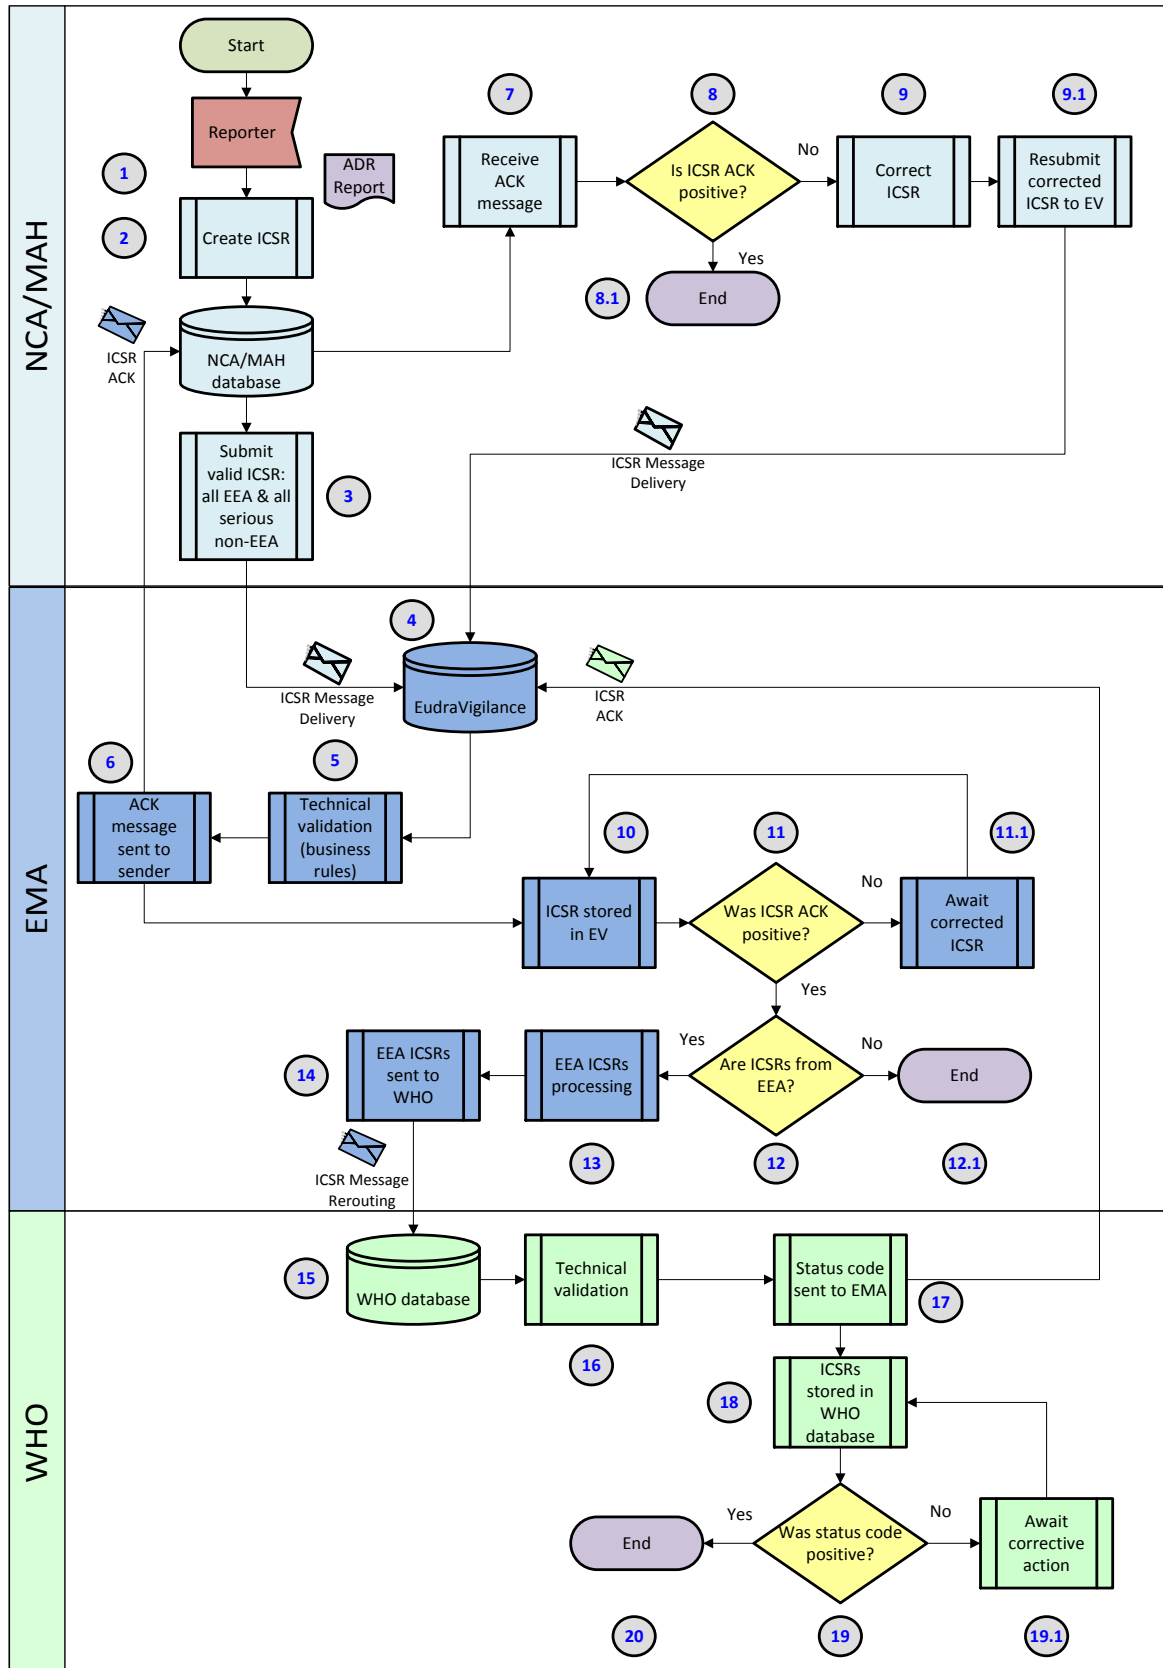 NCA/MAH
Start
Reporter
1
ADR
Report
2
Create ICSR
ICSR
ACK
NCA/MAH
database
Submit
valid ICSR:
all EEA & all
serious
non-EEA
3
7
Receive
ACK
message
8
Is ICSR ACK
positive?
No
Yes
8.1
End
9
Correct
ICSR
9.1
Resubmit
corrected
ICSR to EV
ICSR Message
Delivery
EMA
4
EudraVigilance
ICSR Message
Delivery
ICSR
ACK
6
ACK
message
sent to
sender
5
Technical
validation
(business
rules)
10
ICSR stored
in EV
11
Was ICSR ACK
positive?
No
11.1
Await
corrected
ICSR
Yes
14
EEA ICSRs
sent to
WHO
EEA ICSRs
processing
13
Yes
Are ICSRs from
EEA?
12
No
End
12.1
ICSR Message
Rerouting
WHO
15
WHO database
Technical
validation
16
Status code
sent to EMA
17
18
ICSRs
stored in
WHO
database
Yes
Was status code
positive?
No
End
Await
corrective
action
20
19
19.1